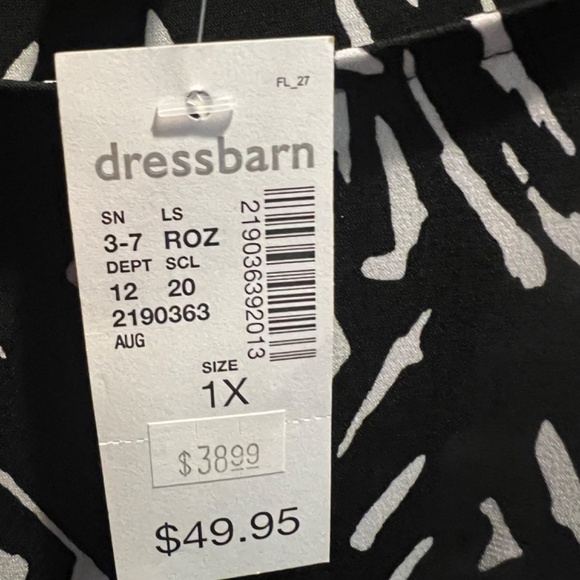 FL_27
dressbarn
SN LS
3-7 ROZ
DEPT SCL
12 20
2190363
AUG
219036392013
SIZE
1X
$38.99
$49.95